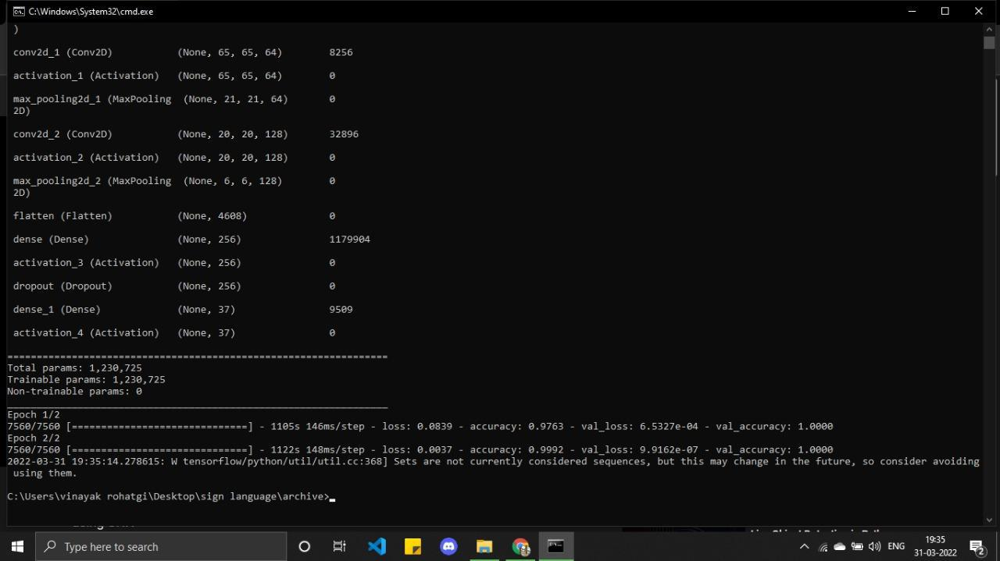 C:\Windows\System32\cmd.exe
)
conv2d_1 (Conv2D) (None, 65, 65, 64) 8256
activation_1 (Activation) (None, 65, 65, 64) 0
max_pooling2d_1 (MaxPooling (None, 21, 21, 64) 0
2D)
conv2d_2 (Conv2D) (None, 20, 20, 128) 32896
activation_2 (Activation) (None, 20, 20, 128) 0
max_pooling2d_2 (MaxPooling (None, 6, 6, 128) 0
2D)
flatten (Flatten) (None, 4608) 0
dense (Dense) (None, 256) 1179904
activation_3 (Activation) (None, 256) 0
dropout (Dropout) (None, 256) 0
dense_1 (Dense) (None, 37) 9509
activation_4 (Activation) (None, 37) 0
=================================================================
Total params: 1,230,725
Trainable params: 1,230,725
Non-trainable params: 0
_________________________________________________________________
Epoch 1/2
7560/7560 [==============================] - 1105s 146ms/step - loss: 0.0839 - accuracy: 0.9763 - val_loss: 6.5327e-04 - val_accuracy: 1.0000
Epoch 2/2
7560/7560 [==============================] - 1122s 148ms/step - loss: 0.0037 - accuracy: 0.9992 - val_loss: 9.9162e-07 - val_accuracy: 1.0000
2022-03-31 19:35:14.278615: W tensorflow/python/util/util.cc:368] Sets are not currently considered sequences, but this may change in the future, so consider avoiding
using them.
C:\Users\vinayak rohatgi\Desktop\sign language\archive>
Type here to search
ENG
19:35
31-03-2022
2